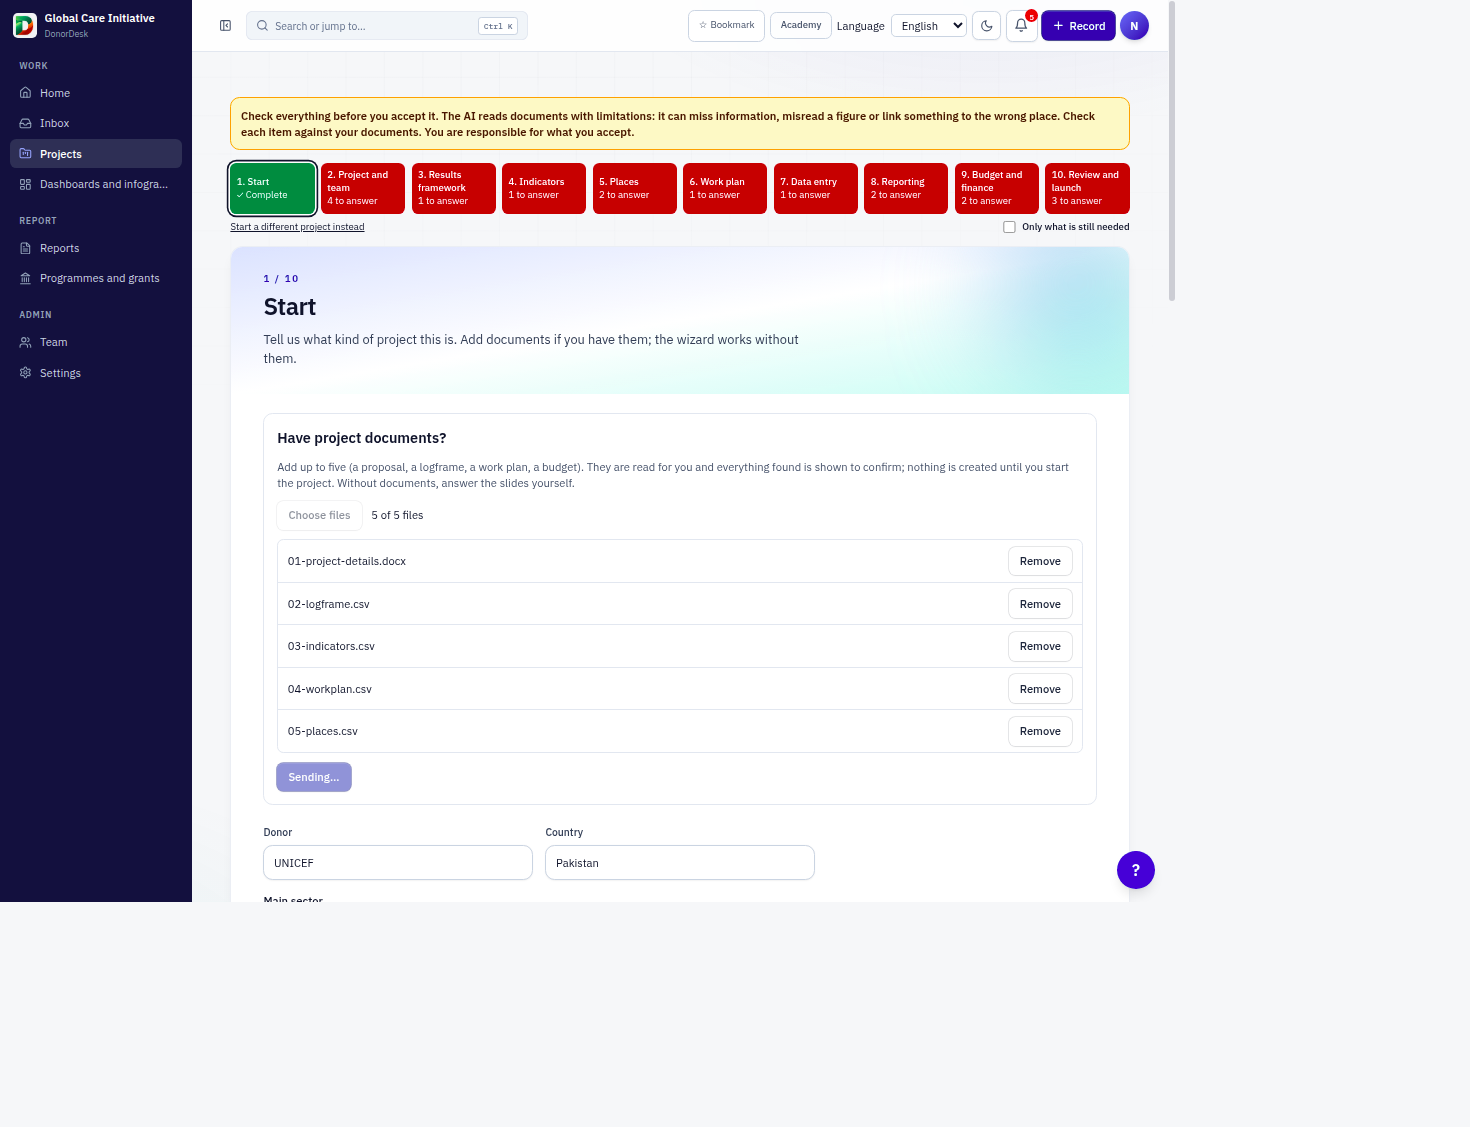 Global Care Initiative
DonorDesk
WORK
Home
Inbox
Projects
Dashboards and infogra...
REPORT
Reports
Programmes and grants
ADMIN
Team
Settings
Search or jump to...
Ctrl K
☆ Bookmark
Academy
Language
English
5
+ Record
N
Check everything before you accept it. The AI reads documents with limitations: it can miss information, misread a figure or link something to the wrong place. Check
each item against your documents. You are responsible for what you accept.
1. Start
✓ Complete
2. Project and
team
4 to answer
3. Results
framework
1 to answer
4. Indicators
1 to answer
5. Places
2 to answer
6. Work plan
1 to answer
7. Data entry
1 to answer
8. Reporting
2 to answer
9. Budget and
finance
2 to answer
10. Review and
launch
3 to answer
Start a different project instead
Only what is still needed
1 / 10
Start
Tell us what kind of project this is. Add documents if you have them; the wizard works without
them.
Have project documents?
Add up to five (a proposal, a logframe, a work plan, a budget). They are read for you and everything found is shown to confirm; nothing is created until you start
the project. Without documents, answer the slides yourself.
Choose files
5 of 5 files
01-project-details.docx
Remove
02-logframe.csv
Remove
03-indicators.csv
Remove
04-workplan.csv
Remove
05-places.csv
Remove
Sending...
Donor
Country
UNICEF
Pakistan
Main sector
?